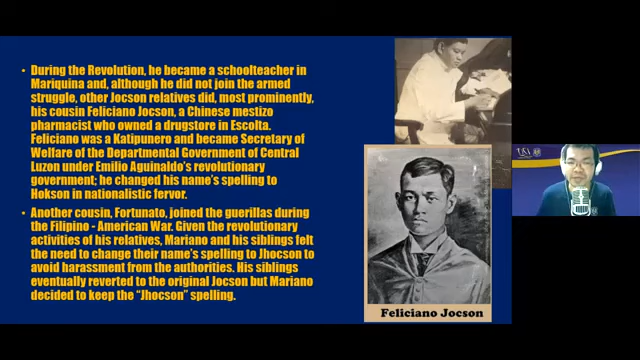 • During the Revolution, he became a schoolteacher in
Mariquina and, although he did not join the armed
struggle, other Jocson relatives did, most prominently,
his cousin Feliciano Jocson, a Chinese mestizo
pharmacist who owned a drugstore in Escolta.
Feliciano was a Katipunero and became Secretary of
Welfare of the Departmental Government of Central
Luzon under Emilio Aguinaldo's revolutionary
government; he changed his name's spelling to
Hokson in nationalistic fervor.
• Another cousin, Fortunato, joined the guerillas during
the Filipino - American War. Given the revolutionary
activities of his relatives, Mariano and his siblings felt
the need to change their name's spelling to Jhocson to
avoid harassment from the authorities. His siblings
eventually reverted to the original Jocson but Mariano
decided to keep the "Jhocson" spelling.
Feliciano Jocson